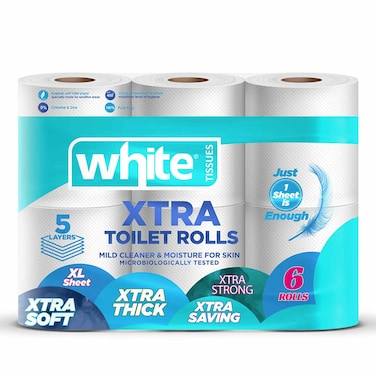 white®
TISSUES
XTRA
TOILET ROLLS
MILD CLEANER & MOISTURE FOR SKIN
MICROBIOLOGICALLY TESTED
5
LAYERS
Just
1
Sheet is
Enough
XL
Sheet
XTRA
SOFT
XTRA
THICK
XTRA
SAVING
XTRA
STRONG
6
ROLLS